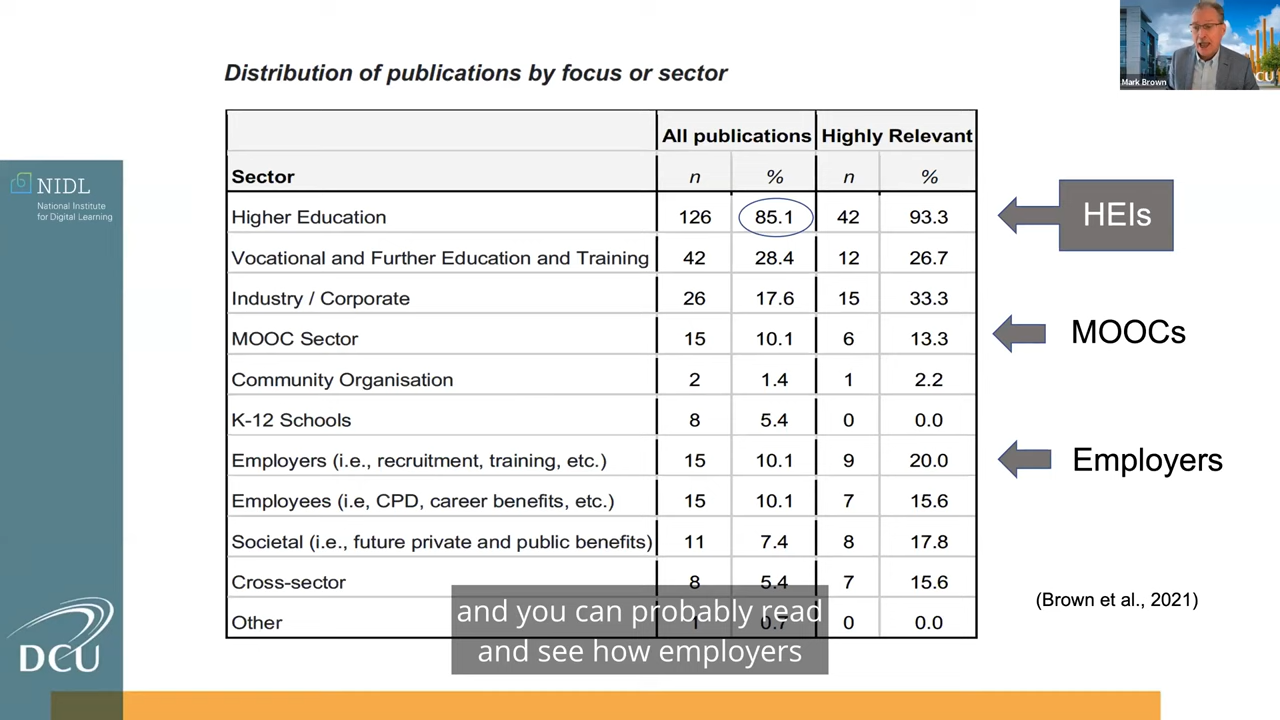 Mark Brown
CU
Distribution of publications by focus or sector
All publications Highly Relevant
Sector n % n %
Higher Education 126 85.1 42 93.3
Vocational and Further Education and Training 42 28.4 12 26.7
Industry / Corporate 26 17.6 15 33.3
MOOC Sector 15 10.1 6 13.3
Community Organisation 2 1.4 1 2.2
K-12 Schools 8 5.4 0 0.0
Employers (i.e., recruitment, training, etc.) 15 10.1 9 20.0
Employees (i.e, CPD, career benefits, etc.) 15 10.1 7 15.6
Societal (i.e., future private and public benefits) 11 7.4 8 17.8
Cross-sector 8 5.4 7 15.6
Other 1 0.7 0 0.0
HEIs
MOOCs
Employers
(Brown et al., 2021)
NIDL
National Institute
for Digital Learning
DCU
and you can probably read
and see how employers